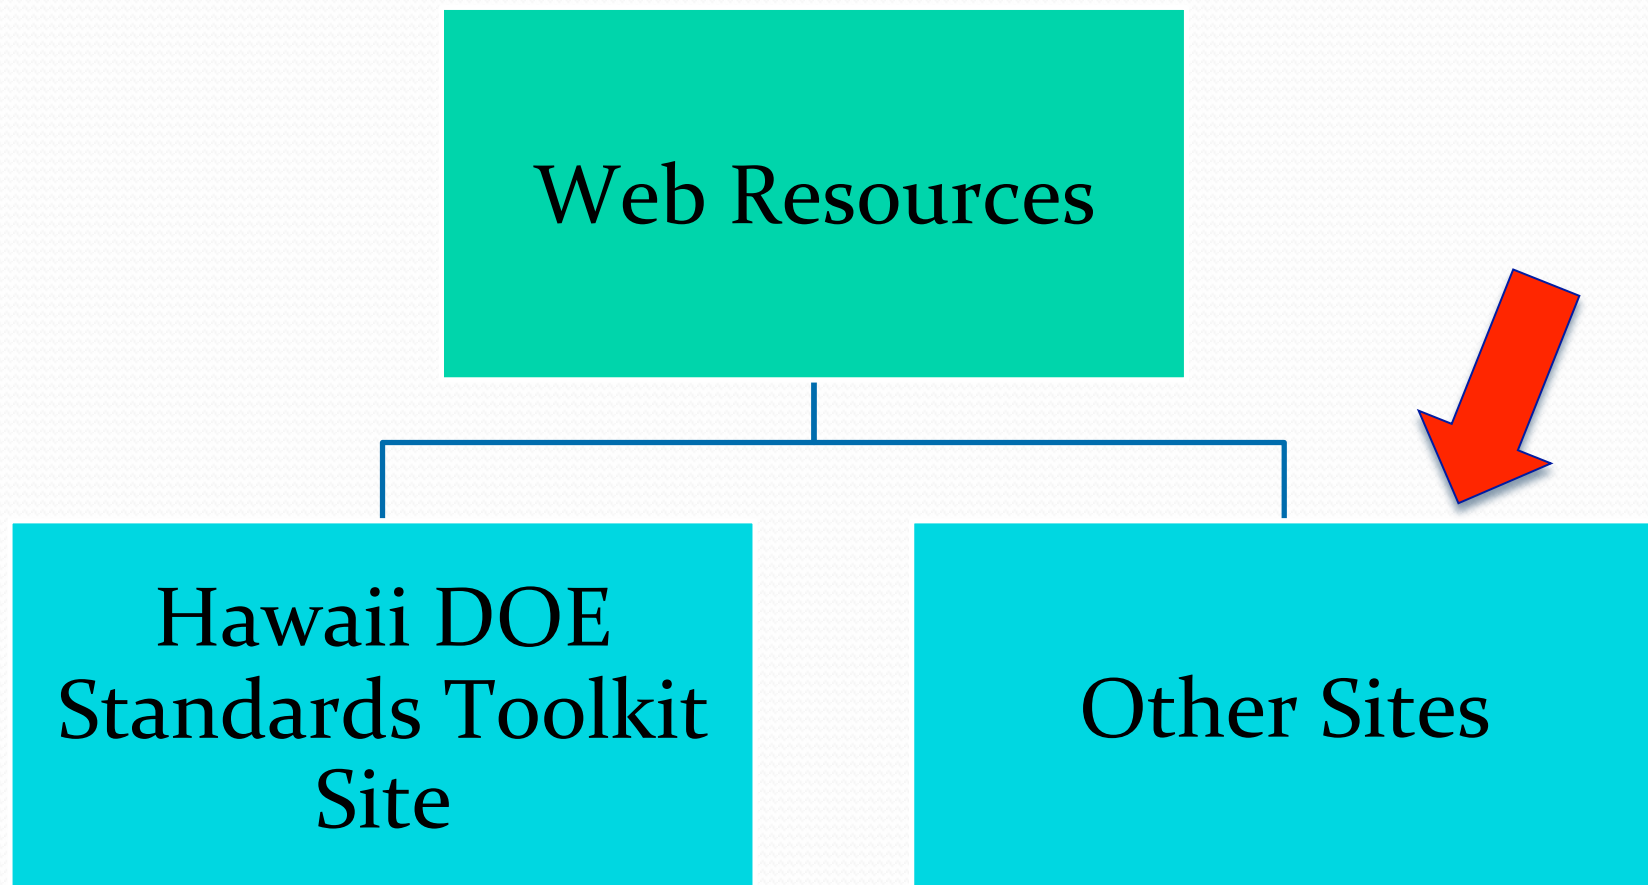 Web Resources
Hawaii DOE
Standards Toolkit
Site
Other Sites